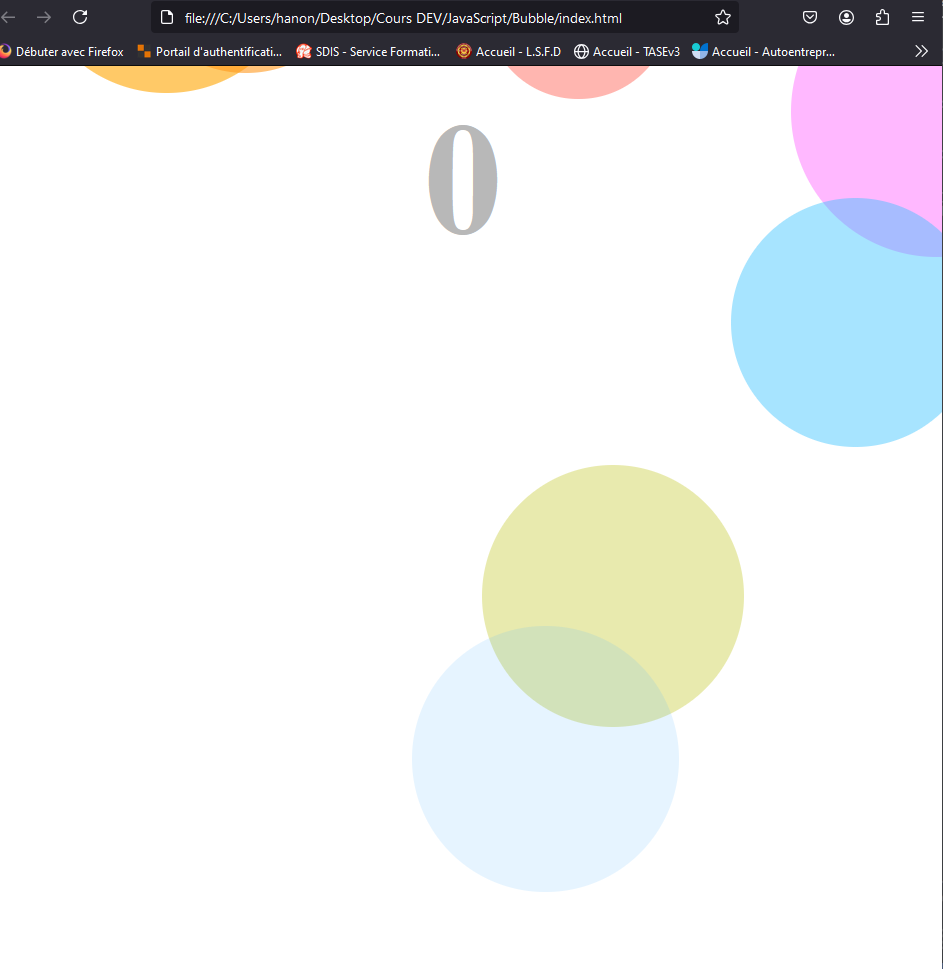 file:///C:/Users/hanon/Desktop/Cours DEV/JavaScript/Bubble/index.html
Débuter avec Firefox Portail d'authentificati... SDIS - Service Formati... Accueil - L.S.F.D Accueil - TASEv3 Accueil - Autoentrepr...
0